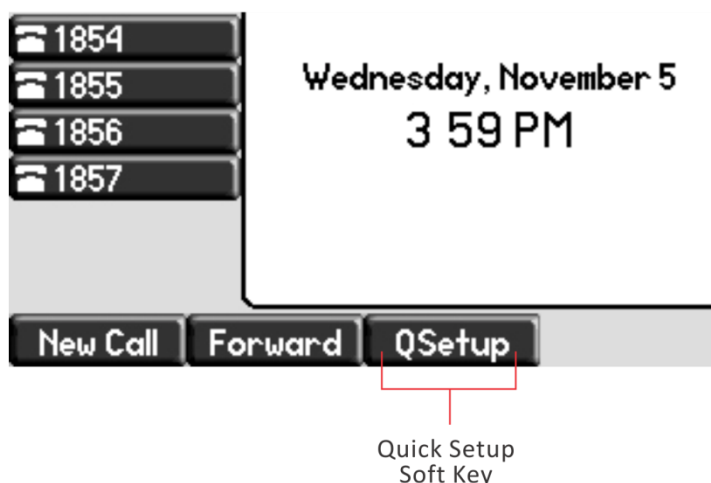 1854
1855
1856
1857
Wednesday, November 5
3 59 PM
New Call Forward QSetup
Quick Setup
Soft Key